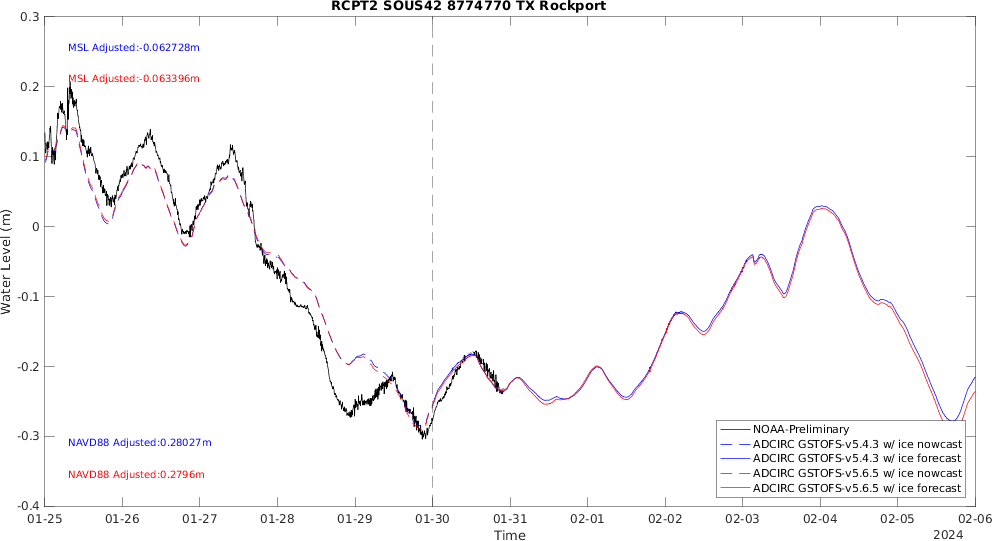 RCPT2 SOUS42 8774770 TX Rockport
0.3
MSL Adjusted:-0.062728m
MSL Adjusted:-0.063396m
0.2
0.1
0
-0.1
-0.2
-0.3
-0.4
Water Level (m)
NAVD88 Adjusted:0.28027m
NAVD88 Adjusted:0.2796m
NOAA-Preliminary
ADCIRC GSTOFS-v5.4.3 w/ ice nowcast
ADCIRC GSTOFS-v5.4.3 w/ ice forecast
ADCIRC GSTOFS-v5.6.5 w/ ice nowcast
ADCIRC GSTOFS-v5.6.5 w/ ice forecast
01-25 01-26 01-27 01-28 01-29 01-30 01-31 02-01 02-02 02-03 02-04 02-05 02-06
Time
2024